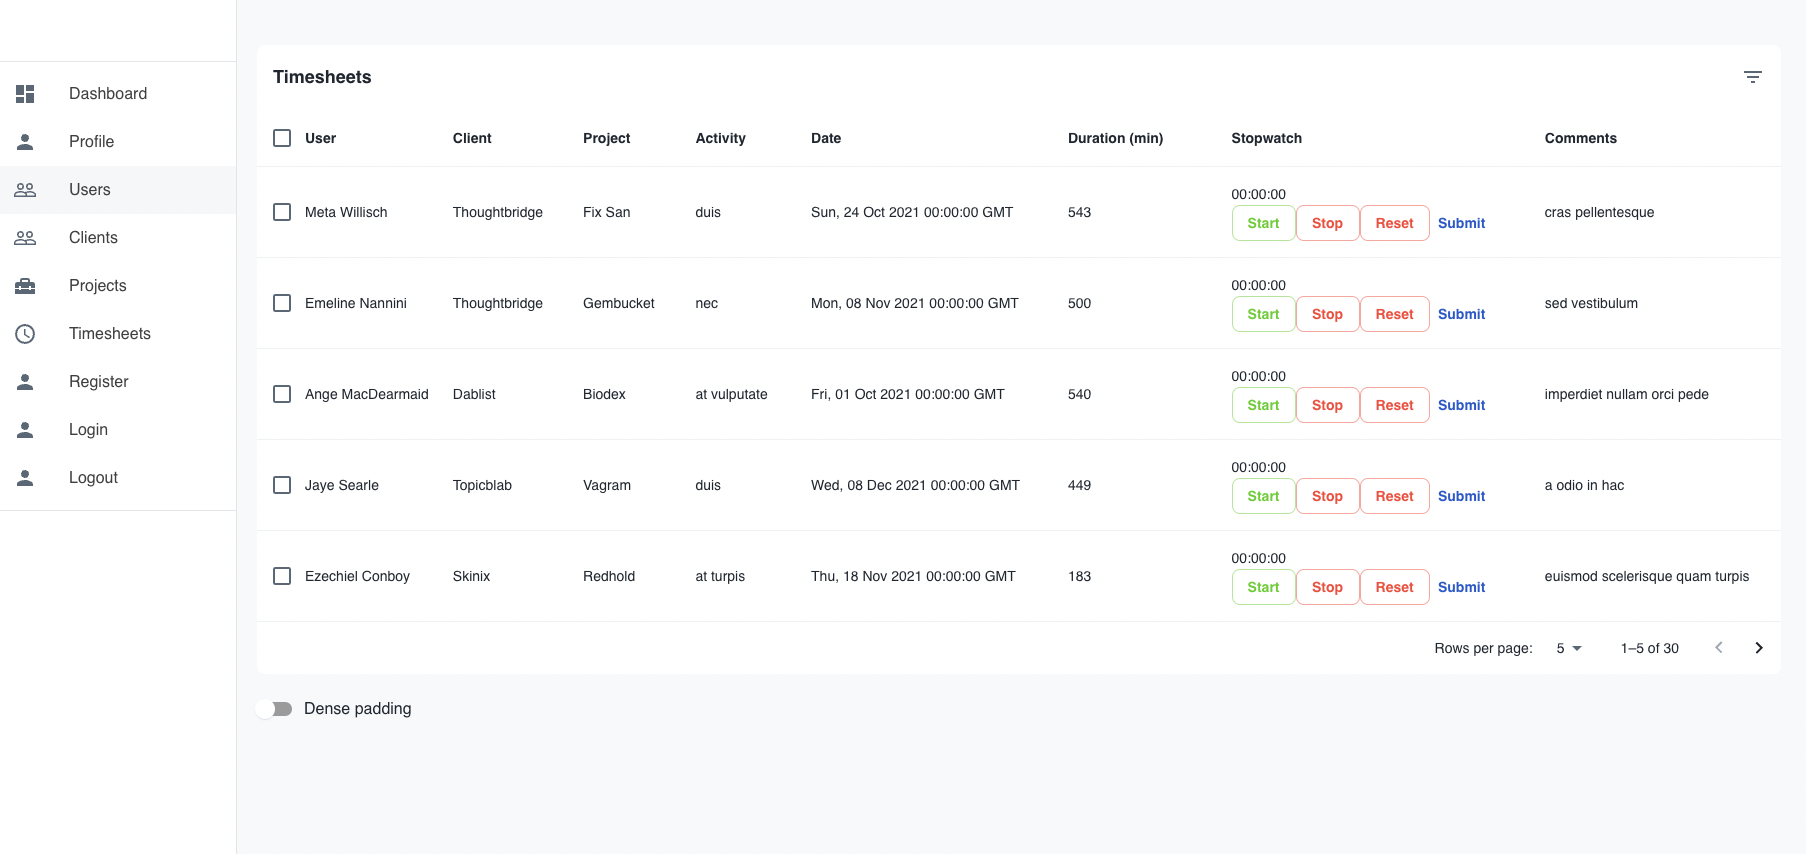 Dashboard
Profile
Users
Clients
Projects
Timesheets
Register
Login
Logout
Timesheets
User Client Project Activity Date Duration (min) Stopwatch Comments
00:00:00
Meta Willisch Thoughtbridge Fix San duis Sun, 24 Oct 2021 00:00:00 GMT 543 cras pellentesque
Start Stop Reset Submit
00:00:00
Emeline Nannini Thoughtbridge Gembucket nec Mon, 08 Nov 2021 00:00:00 GMT 500 sed vestibulum
Start Stop Reset Submit
00:00:00
Ange MacDearmaid Dablist Biodex at vulputate Fri, 01 Oct 2021 00:00:00 GMT 540 imperdiet nullam orci pede
Start Stop Reset Submit
00:00:00
Jaye Searle Topicblab Vagram duis Wed, 08 Dec 2021 00:00:00 GMT 449 a odio in hac
Start Stop Reset Submit
00:00:00
Ezechiel Conboy Skinix Redhold at turpis Thu, 18 Nov 2021 00:00:00 GMT 183 euismod scelerisque quam turpis
Start Stop Reset Submit
Rows per page: 5 1–5 of 30
Dense padding